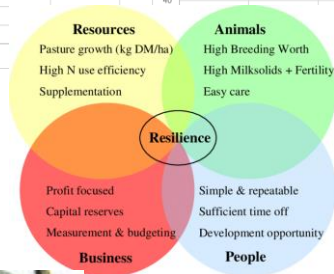 40
Resources
Pasture growth (kg DM/ha)
High N use efficiency
Supplementation
Animals
High Breeding Worth
High Milksolids + Fertility
Easy care
Resilience
Profit focused
Capital reserves
Measurement & budgeting
Business
Simple & repeatable
Sufficient time off
Development opportunity
People